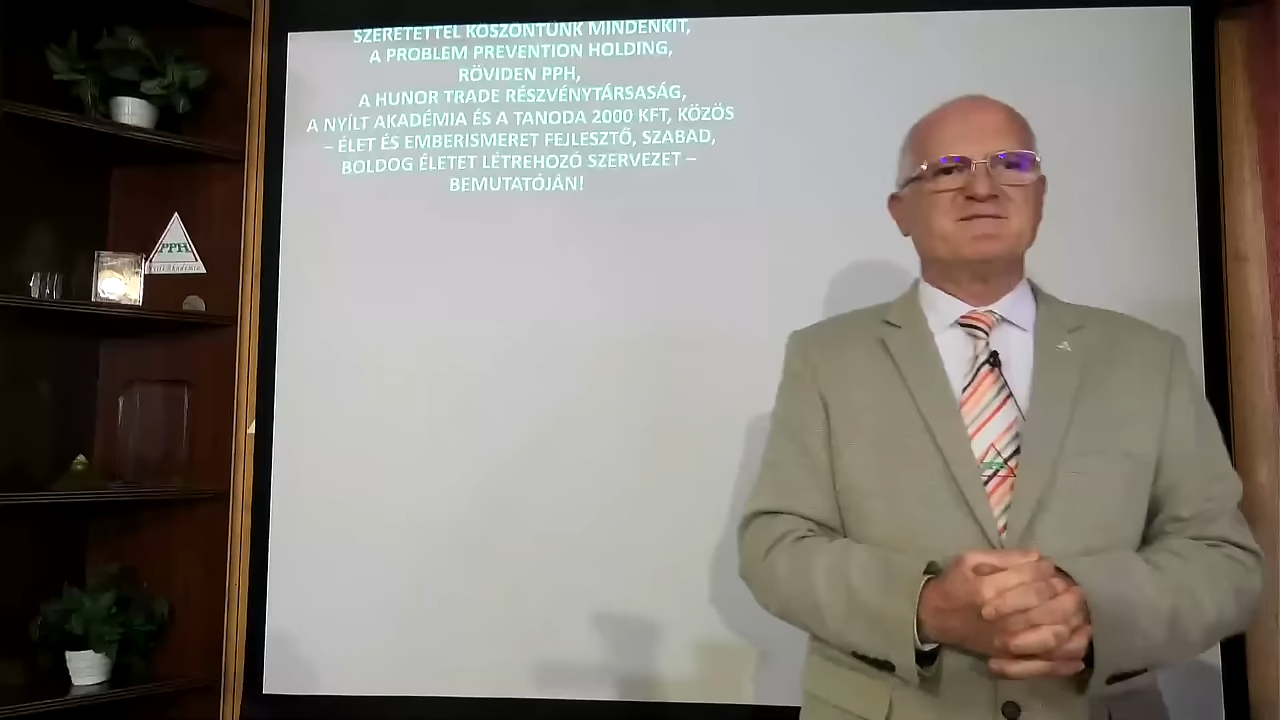 SZERETETTEL KÖSZÖNTÜNK MINDENKIT,
A PROBLEM PREVENTION HOLDING,
RÖVIDEN PPH,
A HUNOR TRADE RÉSZVÉNYTÁRSASÁG,
A NYÍLT AKADÉMIA ÉS A TANODA 2000 KFT, KÖZÖS
– ÉLET ÉS EMBERISMERET FEJLESZTŐ, SZABAD,
BOLDOG ÉLETET LÉTREHOZÓ SZERVEZET –
BEMUTATÓJÁN!
PPH